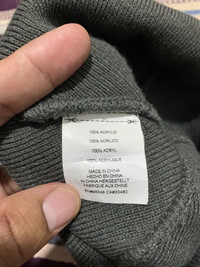 100% ACRYLIC
100% ACRILICO
100% ACRYL
100% ACRYLIQUE
MADE IN CHINA
HECHO EN CHINA
IN CHINA HERGESTELLT
FABRIQUE AUX CHINE